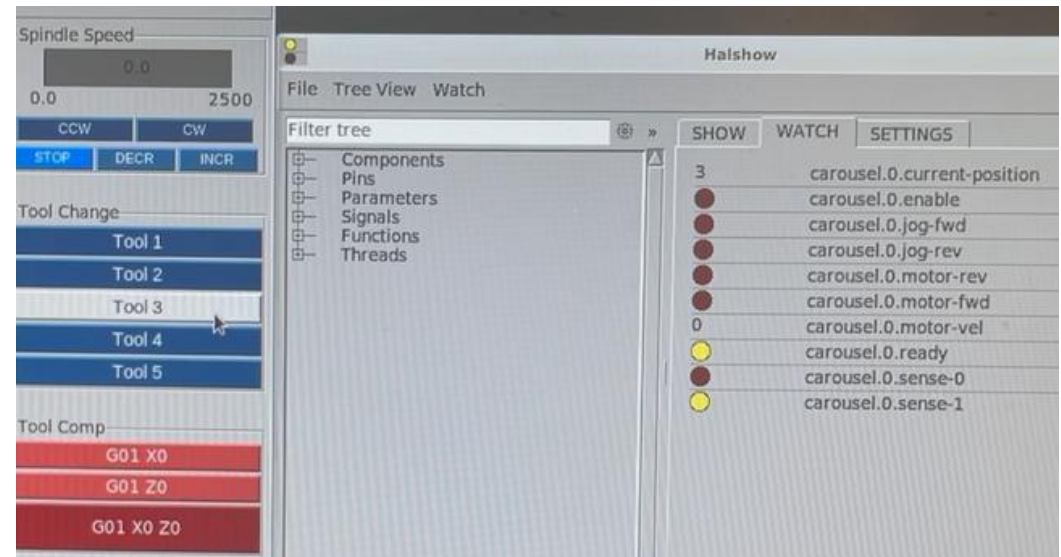 Spindle Speed
0.0
0.0 2500
CCW CW
STOP DECR INCR
Tool Change
Tool 1
Tool 2
Tool 3
Tool 4
Tool 5
Tool Comp
G01 X0
G01 Z0
G01 X0 Z0
Halshow
File Tree View Watch
Filter tree »
Components
Pins
Parameters
Signals
Functions
Threads
SHOW WATCH SETTINGS
3 carousel.0.current-position
carousel.0.enable
carousel.0.jog-fwd
carousel.0.jog-rev
carousel.0.motor-rev
carousel.0.motor-fwd
0 carousel.0.motor-vel
carousel.0.ready
carousel.0.sense-0
carousel.0.sense-1